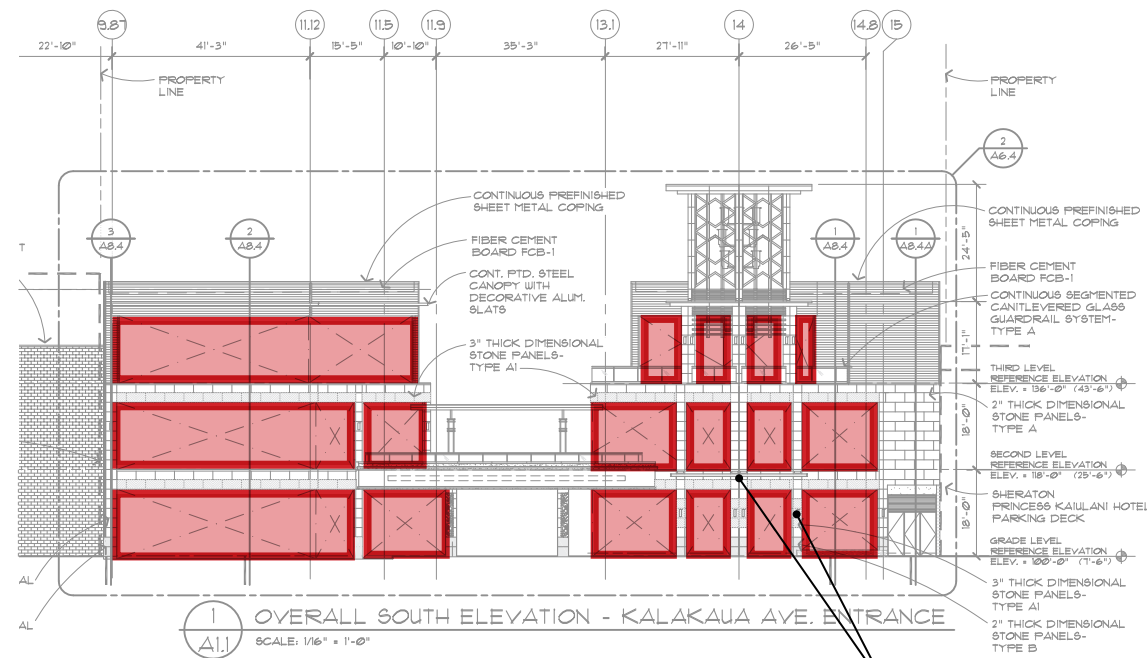 9.87 11.12 11.5 11.9 13.1 14 14.8 15
22'-10" 41'-3" 15'-5" 10'-10" 35'-3" 27'-11" 26'-5"
PROPERTY
LINE
PROPERTY
LINE
2
A6.4
CONTINUOUS PREFINISHED
SHEET METAL COPING
FIBER CEMENT
BOARD FCB-1
CONT. PTD. STEEL
CANOPY WITH
DECORATIVE ALUM.
SLATS
3" THICK DIMENSIONAL
STONE PANELS-
TYPE A1
3
A8.4
2
A8.4
1
A8.4
1
A8.4A
T
AL
AL
24'-5"
17'-1"
18'-0"
18'-0"
CONTINUOUS PREFINISHED
SHEET METAL COPING
FIBER CEMENT
BOARD FCB-1
CONTINUOUS SEGMENTED
CANITLEVERED GLASS
GUARDRAIL SYSTEM-
TYPE A
THIRD LEVEL
REFERENCE ELEVATION
ELEV. = 136'-0" (43'-6")
2" THICK DIMENSIONAL
STONE PANELS-
TYPE A
SECOND LEVEL
REFERENCE ELEVATION
ELEV. = 118'-0" (25'-6")
SHERATON
PRINCESS KAIULANI HOTEL
PARKING DECK
GRADE LEVEL
REFERENCE ELEVATION
ELEV. = 100'-0" (7'-6")
3" THICK DIMENSIONAL
STONE PANELS-
TYPE A1
2" THICK DIMENSIONAL
STONE PANELS-
TYPE B
1
A1.1
OVERALL SOUTH ELEVATION - KALAKAUA AVE. ENTRANCE
SCALE: 1/16" = 1'-0"